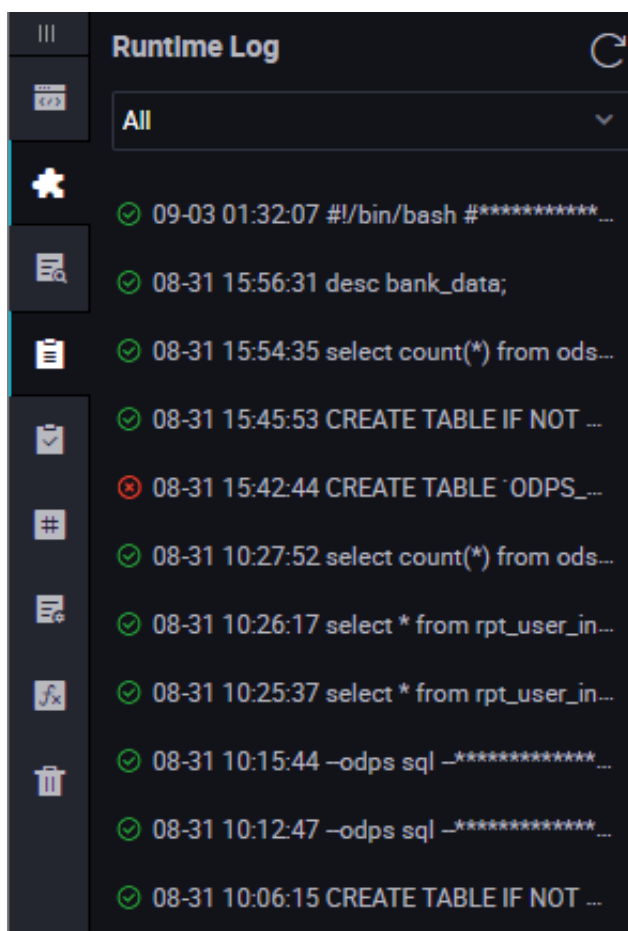 Runtime Log
All
09-03 01:32:07 #!/bin/bash #************...
08-31 15:56:31 desc bank_data;
08-31 15:54:35 select count(*) from ods...
08-31 15:45:53 CREATE TABLE IF NOT ...
08-31 15:42:44 CREATE TABLE `ODPS_...
08-31 10:27:52 select count(*) from ods...
08-31 10:26:17 select * from rpt_user_in...
08-31 10:25:37 select * from rpt_user_in...
08-31 10:15:44 --odps sql --**************...
08-31 10:12:47 --odps sql --**************...
08-31 10:06:15 CREATE TABLE IF NOT ...